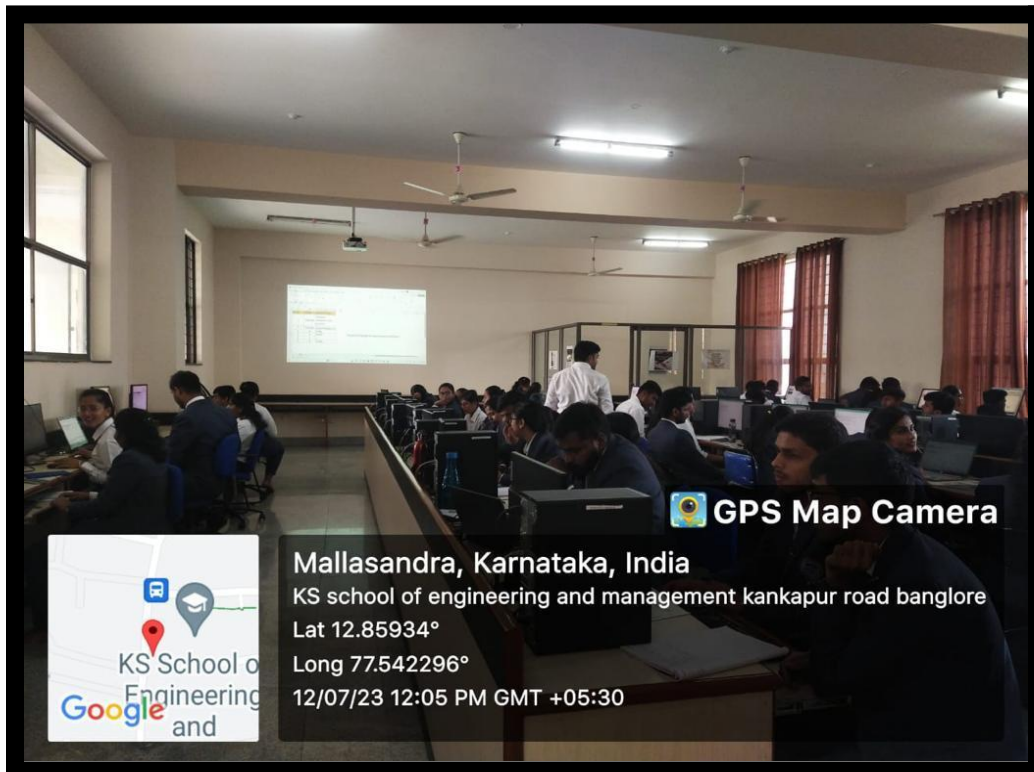 GPS Map Camera
Mallasandra, Karnataka, India
KS school of engineering and management kankapur road banglore
Lat 12.85934°
Long 77.542296°
12/07/23 12:05 PM GMT +05:30
KS School o
Engineering
and
Google